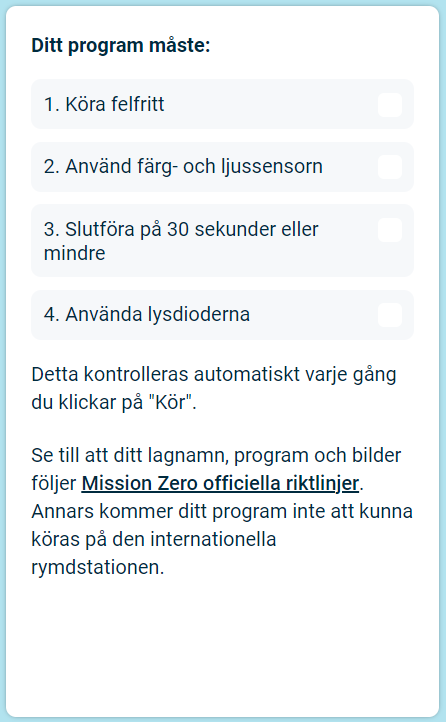 Ditt program måste:
1. Köra felfritt
2. Använd färg- och ljussensorn
3. Slutföra på 30 sekunder eller
mindre
4. Använda lysdioderna
Detta kontrolleras automatiskt varje gång
du klickar på "Kör".
Se till att ditt lagnamn, program och bilder
följer Mission Zero officiella riktlinjer.
Annars kommer ditt program inte att kunna
köras på den internationella
rymdstationen.